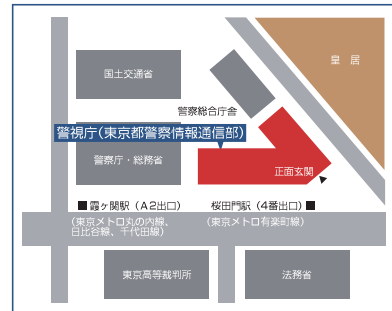 皇 居
国土交通省
警察総合庁舎
警視庁(東京都警察情報通信部)
警察庁・総務省
正面玄関
■霞ヶ関駅(A2出口)
(東京メトロ丸の内線、
日比谷線、千代田線)
桜田門駅(4番出口)■
(東京メトロ有楽町線)
東京高等裁判所
法務省